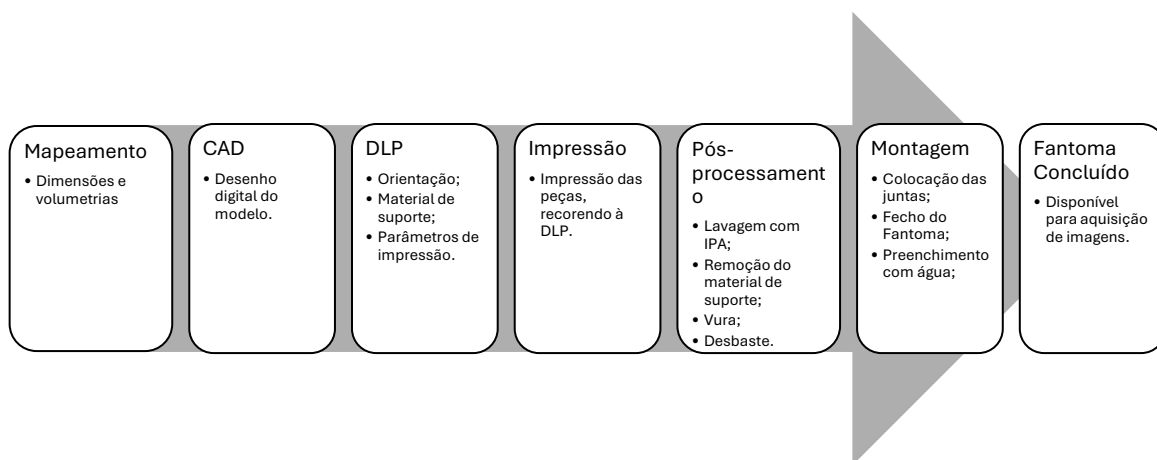 Mapeamento
• Dimensões e
volumetrias
CAD
• Desenho
digital do
modelo.
DLP
• Orientação;
• Material de
suporte;
• Parâmetros de
impressão.
Impressão
• Impressão das
peças,
recorendo à
DLP.
Pós-
processament
o
• Lavagem com
IPA;
• Remoção do
material de
suporte;
• Vura;
• Desbaste.
Montagem
• Colocação das
juntas;
• Fecho do
Fantoma;
• Preenchimento
com água;
Fantoma
Concluído
• Disponível
para aquisição
de imagens.